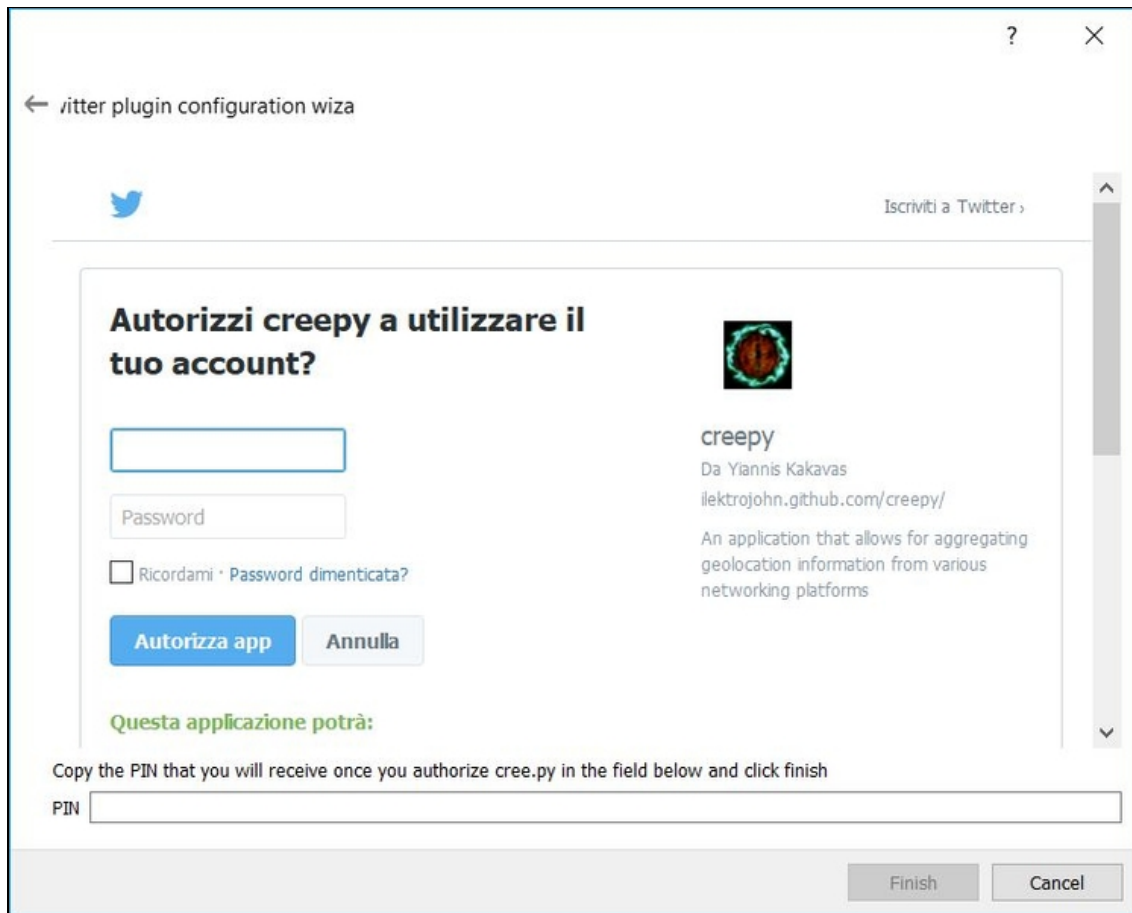 ?
vitter plugin configuration wiza
Iscriviti a Twitter ›
Autorizzi creepy a utilizzare il
tuo account?
Password
Ricordami · Password dimenticata?
Autorizza app Annulla
Questa applicazione potrà:
creepy
Da Yiannis Kakavas
ilektrojohn.github.com/creepy/
An application that allows for aggregating
geolocation information from various
networking platforms
Copy the PIN that you will receive once you authorize cree.py in the field below and click finish
PIN
Finish Cancel